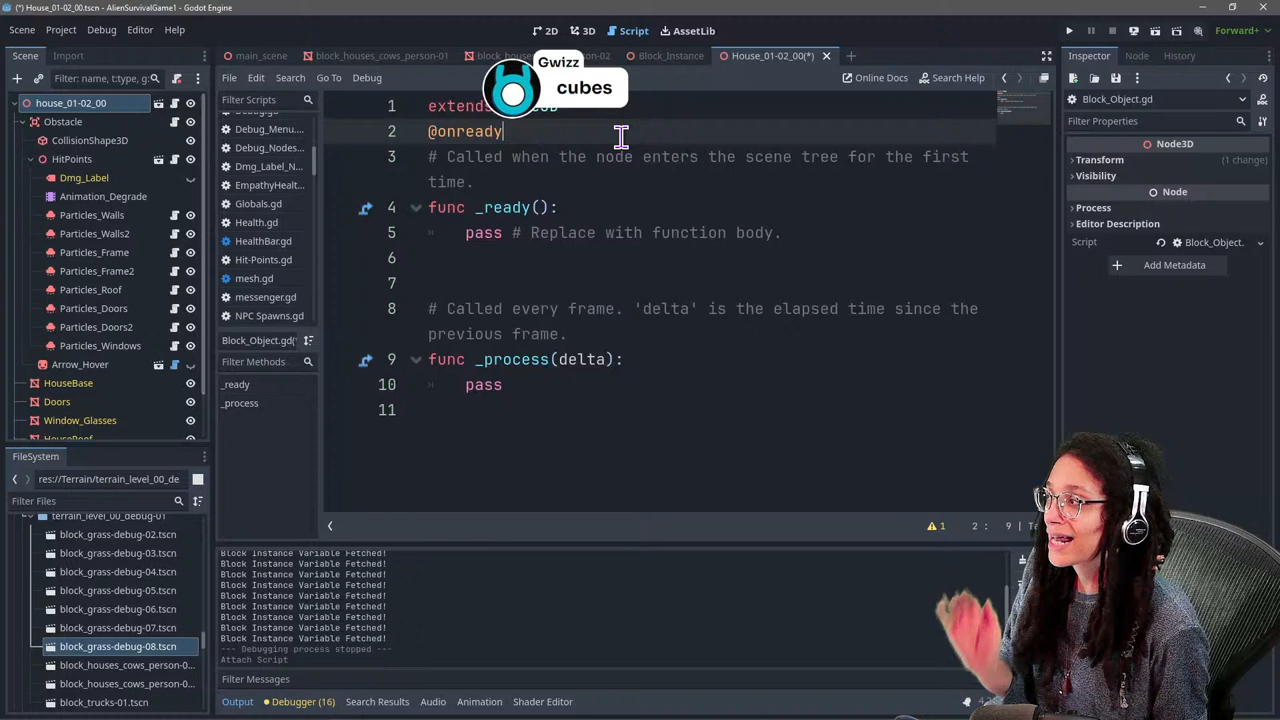 (*) House_01-02_00.tscn - AlienSurvivalGame1 - Godot Engine
Scene Project Debug Editor Help
2D 3D Script AssetLib
Forward+
Scene Import
Filter: name, t:type, g:
house_01-02_00
Obstacle
CollisionShape3D
HitPoints
Dmg_Label
Animation_Degrade
Particles_Walls
Particles_Walls2
Particles_Frame
Particles_Frame2
Particles_Roof
Particles_Doors
Particles_Doors2
Particles_Windows
Arrow_Hover
HouseBase
Doors
Window_Glasses
FileSystem
res://Terrain/terrain_level_00_de
Filter Files
terrain_level_00_debug-01
block_grass-debug-02.tscn
block_grass-debug-03.tscn
block_grass-debug-04.tscn
block_grass-debug-05.tscn
block_grass-debug-06.tscn
block_grass-debug-07.tscn
block_grass-debug-08.tscn
block_houses_cows_person-0...
block_houses_cows_person-0...
block_trucks-01.tscn
main_scene block_houses_cows_person-01 Block_Instance House_01-02_00(*)
File Edit Search Go To Debug
Online Docs Search Help
Gwizz
cubes
Filter Scripts
Debug_Menu...
Debug_Nodes...
Dmg_Label_N...
EmpathyHealt...
Globals.gd
Health.gd
HealthBar.gd
Hit-Points.gd
mesh.gd
messenger.gd
NPC Spawns.gd
Block_Object.gd(
Filter Methods
_ready
_process
1 extends
2 @onready
3 # Called when the node enters the scene tree for the first
time.
4 func _ready():
5 pass # Replace with function body.
6
7
8 # Called every frame. 'delta' is the elapsed time since the
previous frame.
9 func _process(delta):
10 pass
11
1 2 : 9
Block Instance Variable Fetched!
Block Instance Variable Fetched!
Block Instance Variable Fetched!
Block Instance Variable Fetched!
Block Instance Variable Fetched!
Block Instance Variable Fetched!
Block Instance Variable Fetched!
Block Instance Variable Fetched!
Block Instance Variable Fetched!
--- Debugging process stopped ---
Attach Script
Filter Messages
Output Debugger (16) Search Results Audio Animation Shader Editor
Inspector Node History
Block_Object.gd
Filter Properties
Node3D
Transform (1 change)
Visibility
Node
Process
Editor Description
Script Block_Object.
Add Metadata